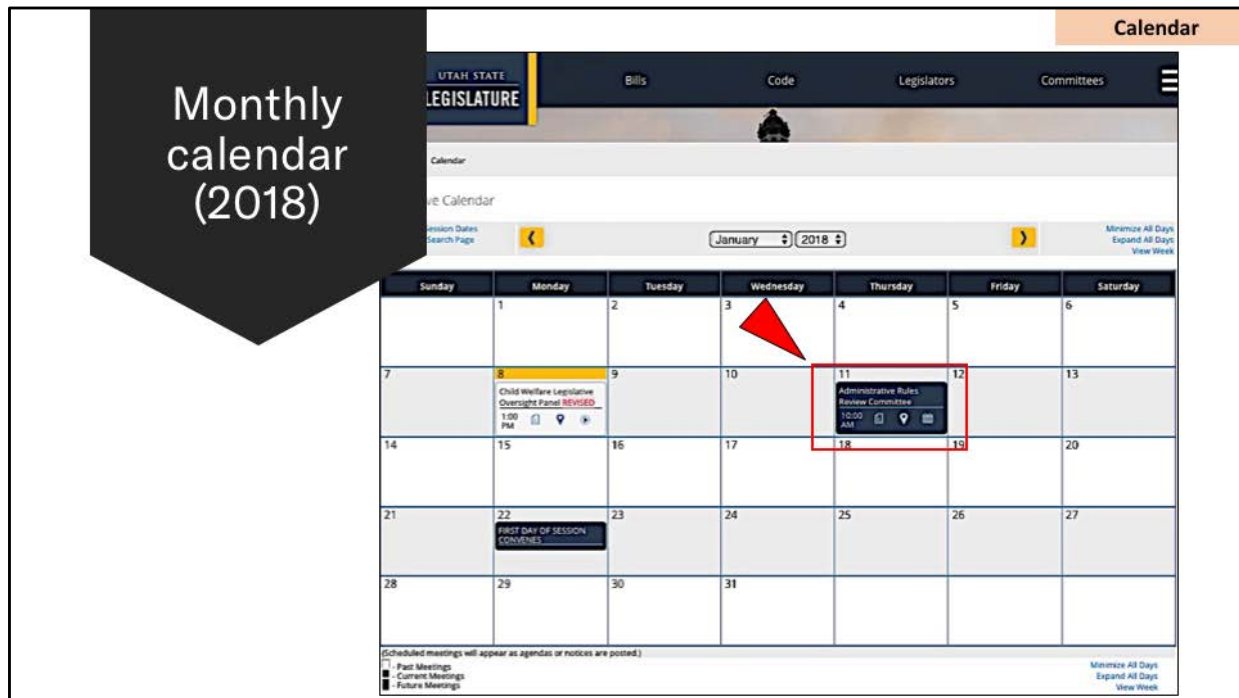 Calendar
Monthly
calendar
(2018)
UTAH STATE
LEGISLATURE
Bills
Code
Legislators
Committees
Calendar
ve Calendar
ession Dates
Search Page
January
2018
Minimize All Days
Expand All Days
View Week
Sunday
Monday
Tuesday
Wednesday
Thursday
Friday
Saturday
1
2
3
4
5
6
7
8
9
10
11
12
13
Child Welfare Legislative
Oversight Panel REVISED
1:00
PM
Administrative Rules
Review Committee
10:00
AM
14
15
16
17
18
19
20
21
22
23
24
25
26
27
FIRST DAY OF SESSION
CONVENES
28
29
30
31
(Scheduled meetings will appear as agendas or notices are posted.)
- Past Meetings
- Current Meetings
- Future Meetings
Minimize All Days
Expand All Days
View Week